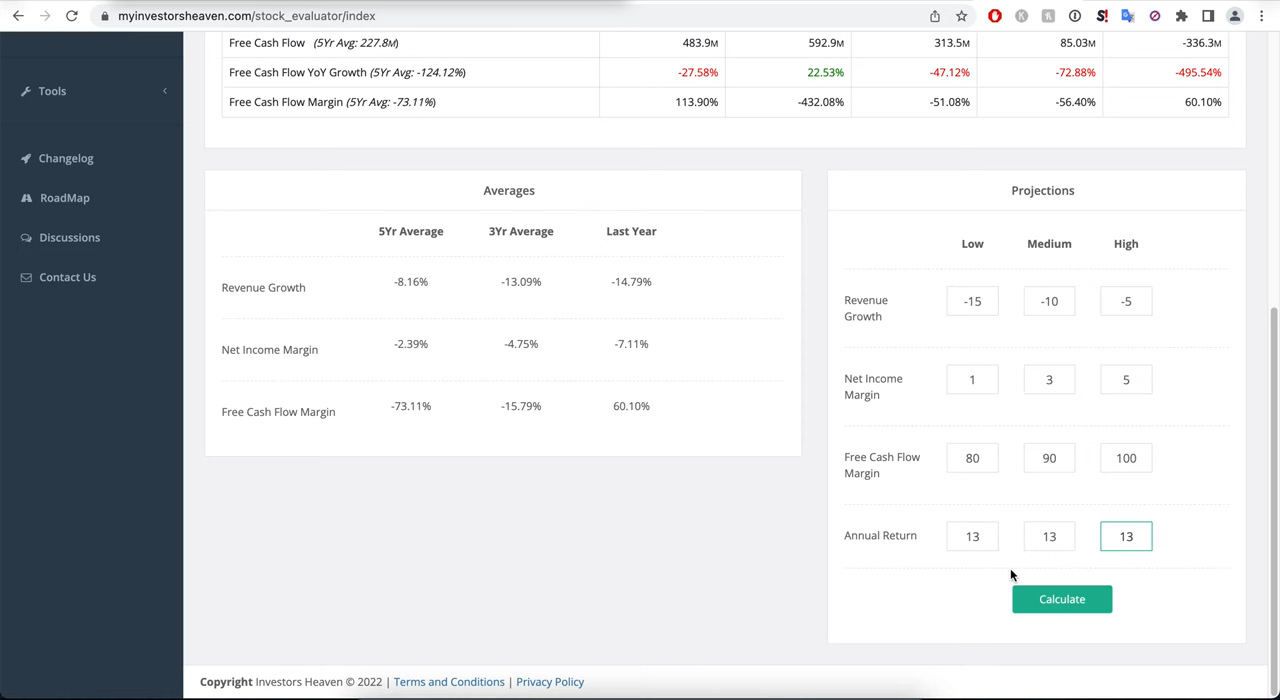 myinvestorsheaven.com/stock_evaluator/index
Free Cash Flow (5Yr Avg: 227.8M) 483.9M 592.9M 313.5M 85.03M -336.3M
Free Cash Flow YoY Growth (5Yr Avg: -124.12%) -27.58% 22.53% -47.12% -72.88% -495.54%
Free Cash Flow Margin (5Yr Avg: -73.11%) 113.90% -432.08% -51.08% -56.40% 60.10%
Tools
Changelog
RoadMap
Discussions
Contact Us
Averages
5Yr Average 3Yr Average Last Year
Revenue Growth -8.16% -13.09% -14.79%
Net Income Margin -2.39% -4.75% -7.11%
Free Cash Flow Margin -73.11% -15.79% 60.10%
Projections
Low Medium High
Revenue
Growth -15 -10 -5
Net Income
Margin 1 3 5
Free Cash Flow
Margin 80 90 100
Annual Return 13 13 13
Calculate
Copyright Investors Heaven © 2022 | Terms and Conditions | Privacy Policy